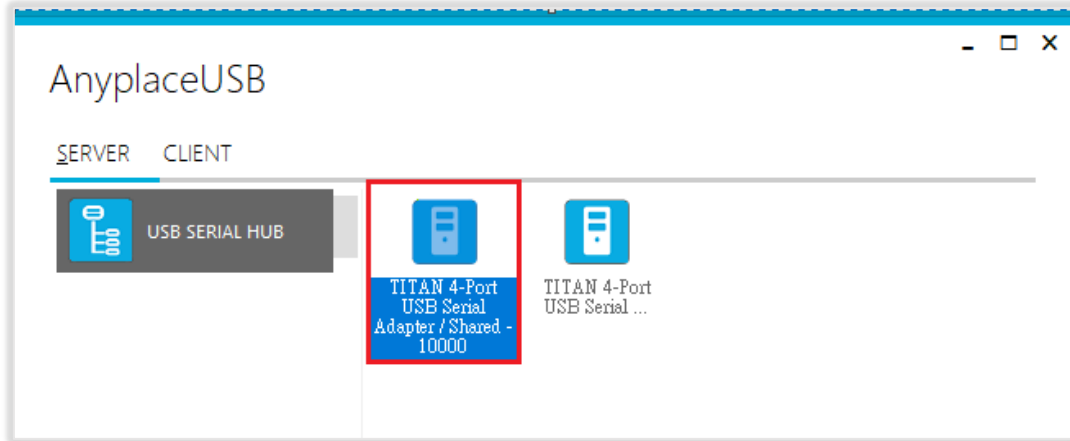 AnyplaceUSB
SERVER CLIENT
USB SERIAL HUB
TITAN 4-Port
USB Serial
Adapter / Shared -
10000
TITAN 4-Port
USB Serial ...